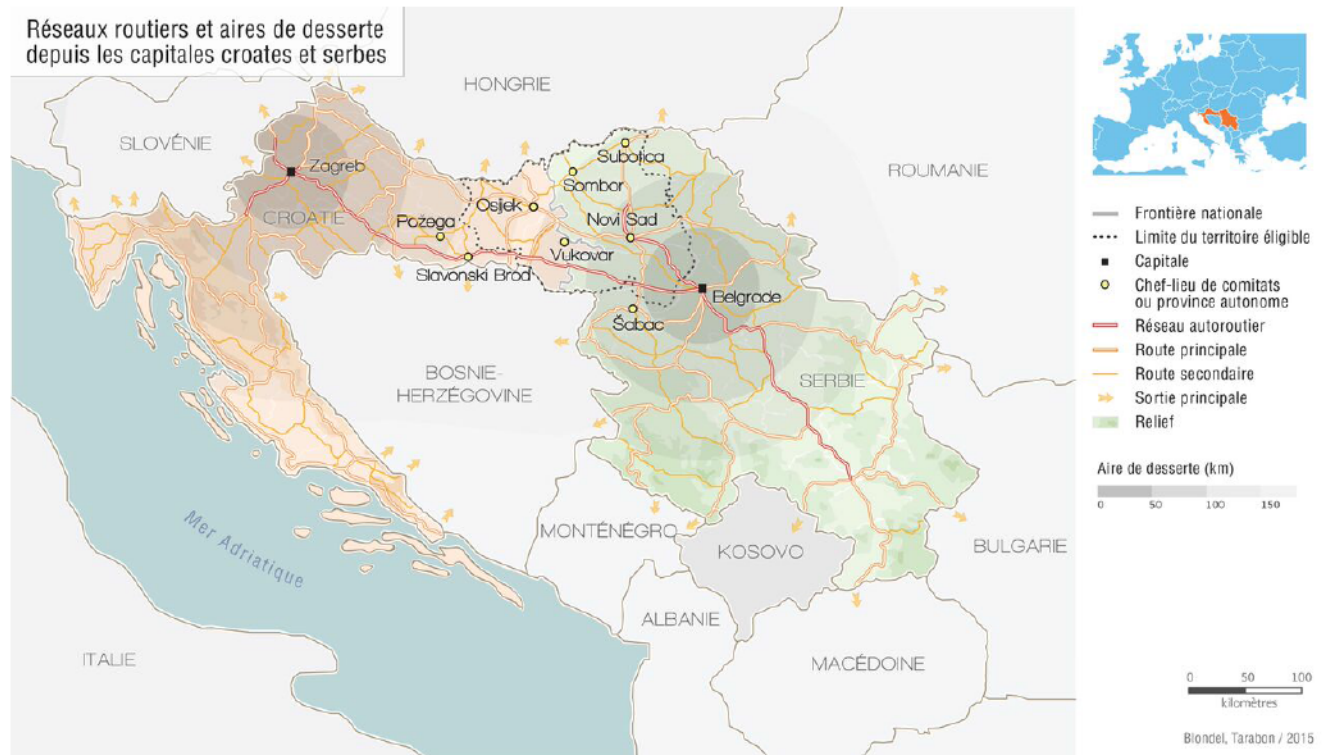 Réseaux routiers et aires de desserte
depuis les capitales croates et serbes
HONGRIE
SLOVÉNIE
ROUMANIE
Zagreb
CROATIE
Subotica
Sombor
Osijek
Požega
Novi Sad
Vukovar
Slavonski Brod
Belgrade
Šabac
BOSNIE-
HERZÉGOVINE
SERBIE
Mer Adriatique
MONTÉNÉGRO
KOSOVO
BULGARIE
ALBANIE
ITALIE
MACÉDOINE
Frontière nationale
Limite du territoire éligible
Capitale
Chef-lieu de comitats
ou province autonome
Réseau autoroutier
Route principale
Route secondaire
Sortie principale
Relief
Aire de desserte (km)
0 50 100 150
0 50 100
kilomètres
Blondel, Tarabon / 2015